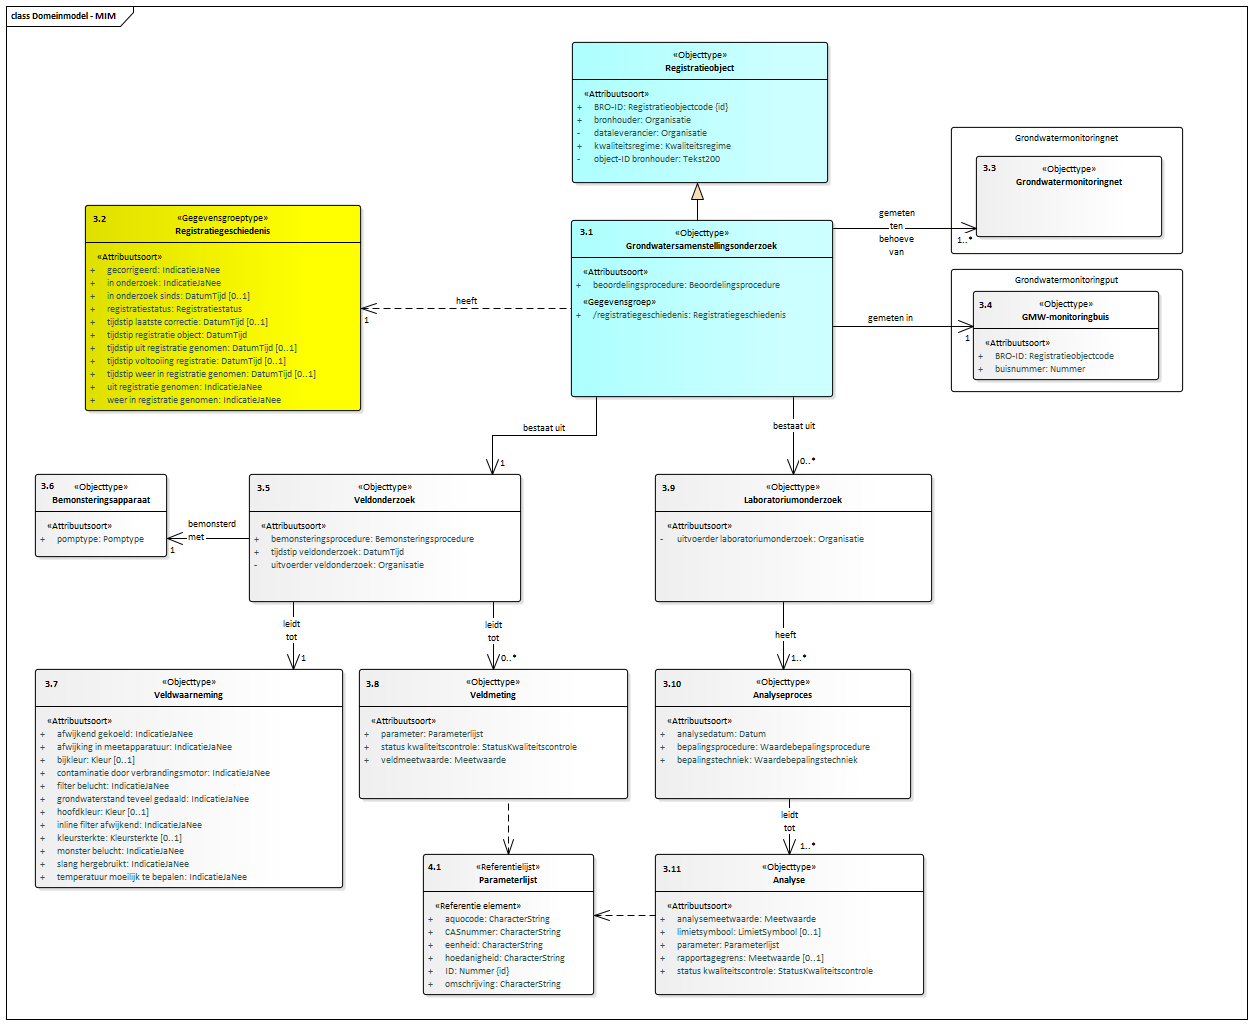 class Domeinmodel - MIM
«Objecttype»
Registratieobject
«Attribuutsoort»
+ BRO-ID: Registratieobjectcode {id}
+ bronhouder: Organisatie
- dataleverancier: Organisatie
+ kwaliteitsregime: Kwaliteitsregime
- object-ID bronhouder: Tekst200
Grondwatermonitoringnet
3.3 «Objecttype»
Grondwatermonitoringnet
3.2 «Gegevensgroeptype»
Registratiegeschiedenis
«Attribuutsoort»
+ gecorrigeerd: IndicatieJaNee
+ in onderzoek: IndicatieJaNee
+ in onderzoek sinds: DatumTijd [0..1]
+ registratiestatus: Registratiestatus
+ tijdstip laatste correctie: DatumTijd [0..1]
+ tijdstip registratie object: DatumTijd
+ tijdstip uit registratie genomen: DatumTijd [0..1]
+ tijdstip voltooiing registratie: DatumTijd [0..1]
+ tijdstip weer in registratie genomen: DatumTijd [0..1]
+ uit registratie genomen: IndicatieJaNee
+ weer in registratie genomen: IndicatieJaNee
heeft
1
3.1 «Objecttype»
Grondwatersamenstellingsonderzoek
«Attribuutsoort»
+ beoordelingsprocedure: Beoordelingsprocedure
«Gegevensgroep»
+ /registratiegeschiedenis: Registratiegeschiedenis
gemeten
ten
behoeve
van
1..*
gemeten in
1
Grondwatermonitoringput
3.4 «Objecttype»
GMW-monitoringbuis
«Attribuutsoort»
+ BRO-ID: Registratieobjectcode
+ buisnummer: Nummer
bestaat uit
1
bestaat uit
0..*
3.6 «Objecttype»
Bemonsteringsapparaat
«Attribuutsoort»
+ pomptype: Pomptype
bemonsterd
met
1
3.5 «Objecttype»
Veldonderzoek
«Attribuutsoort»
+ bemonsteringsprocedure: Bemonsteringsprocedure
+ tijdstip veldonderzoek: DatumTijd
- uitvoerder veldonderzoek: Organisatie
3.9 «Objecttype»
Laboratoriumonderzoek
«Attribuutsoort»
- uitvoerder laboratoriumonderzoek: Organisatie
leidt
tot
1
leidt
tot
0..*
heeft
1..*
3.7 «Objecttype»
Veldwaarneming
«Attribuutsoort»
+ afwijkend gekoeld: IndicatieJaNee
+ afwijking in meetapparatuur: IndicatieJaNee
+ bijkleur: Kleur [0..1]
+ contaminatie door verbrandingsmotor: IndicatieJaNee
+ filter belucht: IndicatieJaNee
+ grondwaterstand teveel gedaald: IndicatieJaNee
+ hoofdkleur: Kleur [0..1]
+ inline filter afwijkend: IndicatieJaNee
+ kleursterkte: Kleursterkte [0..1]
+ monster belucht: IndicatieJaNee
+ slang hergebruikt: IndicatieJaNee
+ temperatuur moeilijk te bepalen: IndicatieJaNee
3.8 «Objecttype»
Veldmeting
«Attribuutsoort»
+ parameter: Parameterlijst
+ status kwaliteitscontrole: StatusKwaliteitscontrole
+ veldmeetwaarde: Meetwaarde
3.10 «Objecttype»
Analyseproces
«Attribuutsoort»
+ analysedatum: Datum
+ bepalingsprocedure: Waardebepalingsprocedure
+ bepalingstechniek: Waardebepalingstechniek
leidt
tot
1..*
4.1 «Referentielijst»
Parameterlijst
«Referentie element»
+ aquocode: CharacterString
+ CASnummer: CharacterString
+ eenheid: CharacterString
+ hoedanigheid: CharacterString
+ ID: Nummer {id}
+ omschrijving: CharacterString
3.11 «Objecttype»
Analyse
«Attribuutsoort»
+ analysemeetwaarde: Meetwaarde
+ limietsymbool: LimietSymbool [0..1]
+ parameter: Parameterlijst
+ rapportagegrens: Meetwaarde [0..1]
+ status kwaliteitscontrole: StatusKwaliteitscontrole